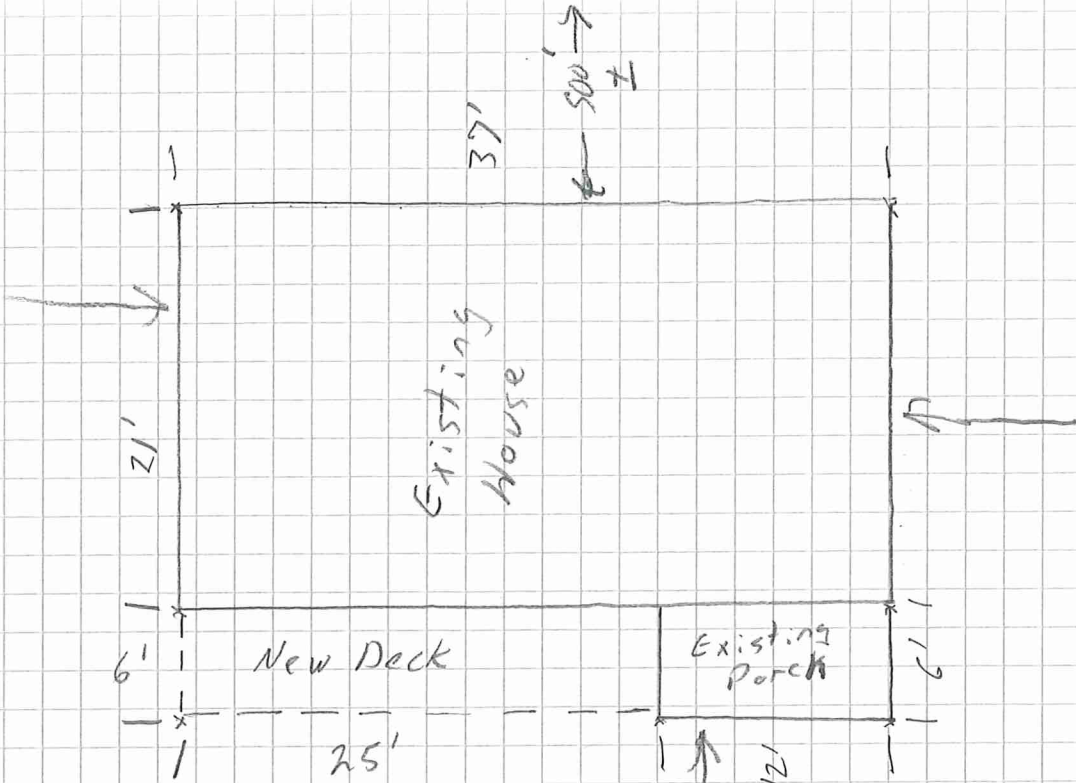 500'
±
37'
21'
Existing
House
6'
New Deck
Existing
Porch
6'
25'
12'